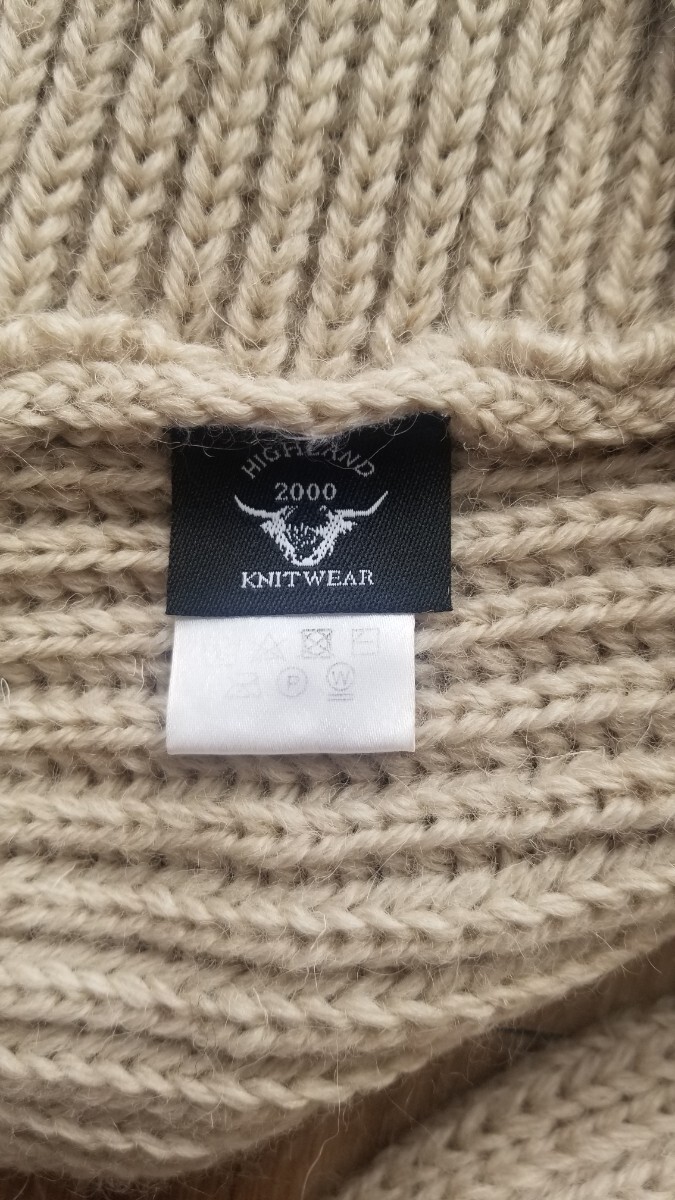 HIGHLAND
2000
KNITWEAR
P
W